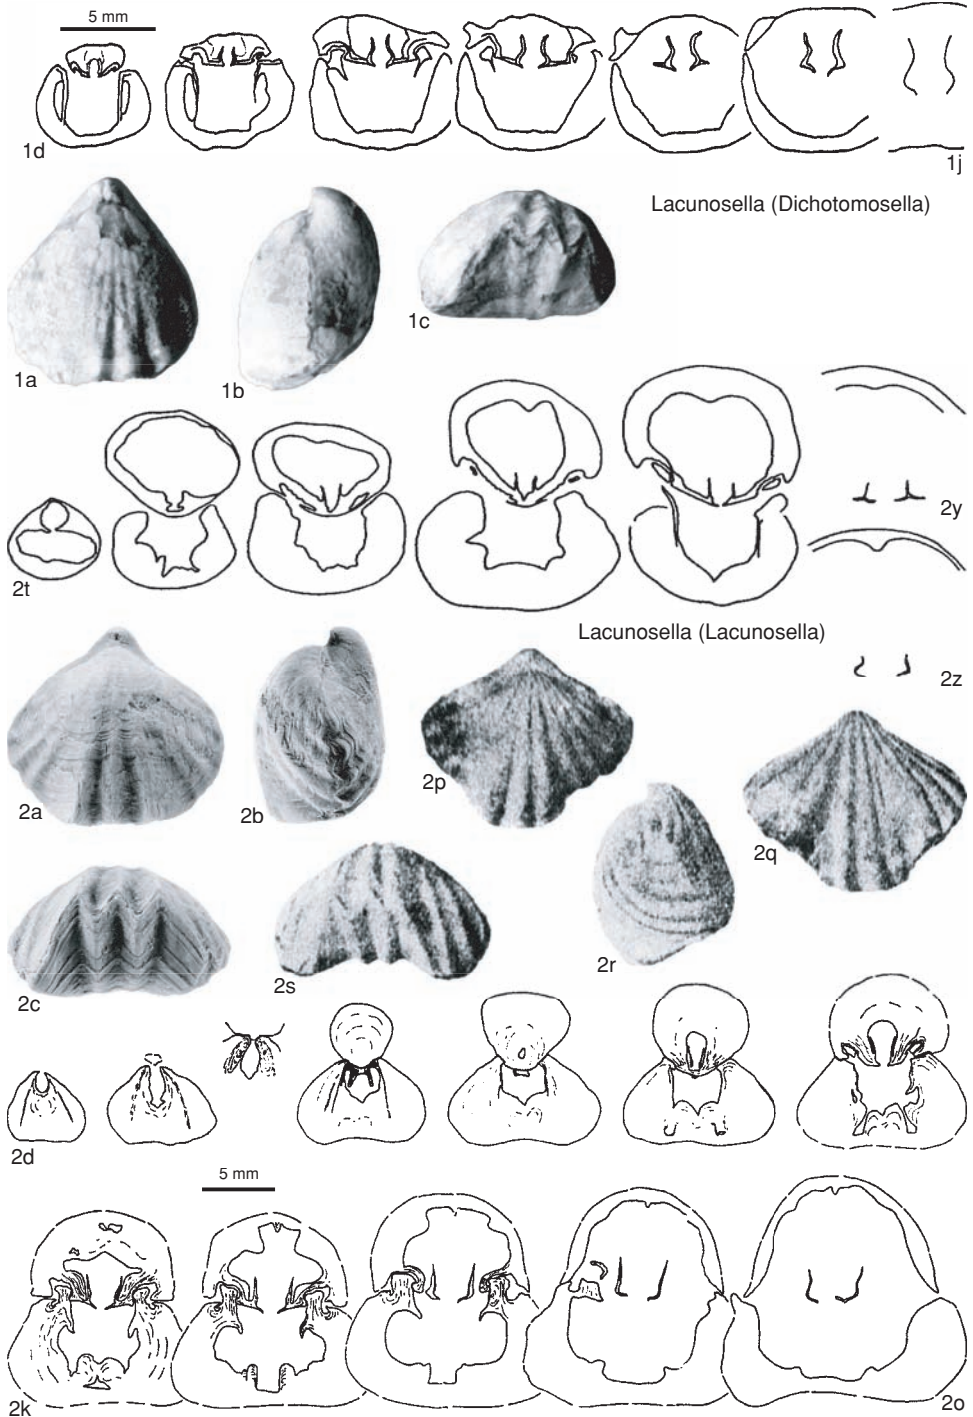 5 mm
1d
1j
Lacunosella (Dichotomosella)
1a
1b
1c
2t
2y
Lacunosella (Lacunosella)
2z
2a
2b
2p
2q
2c
2s
2r
2d
5 mm
2k
2o